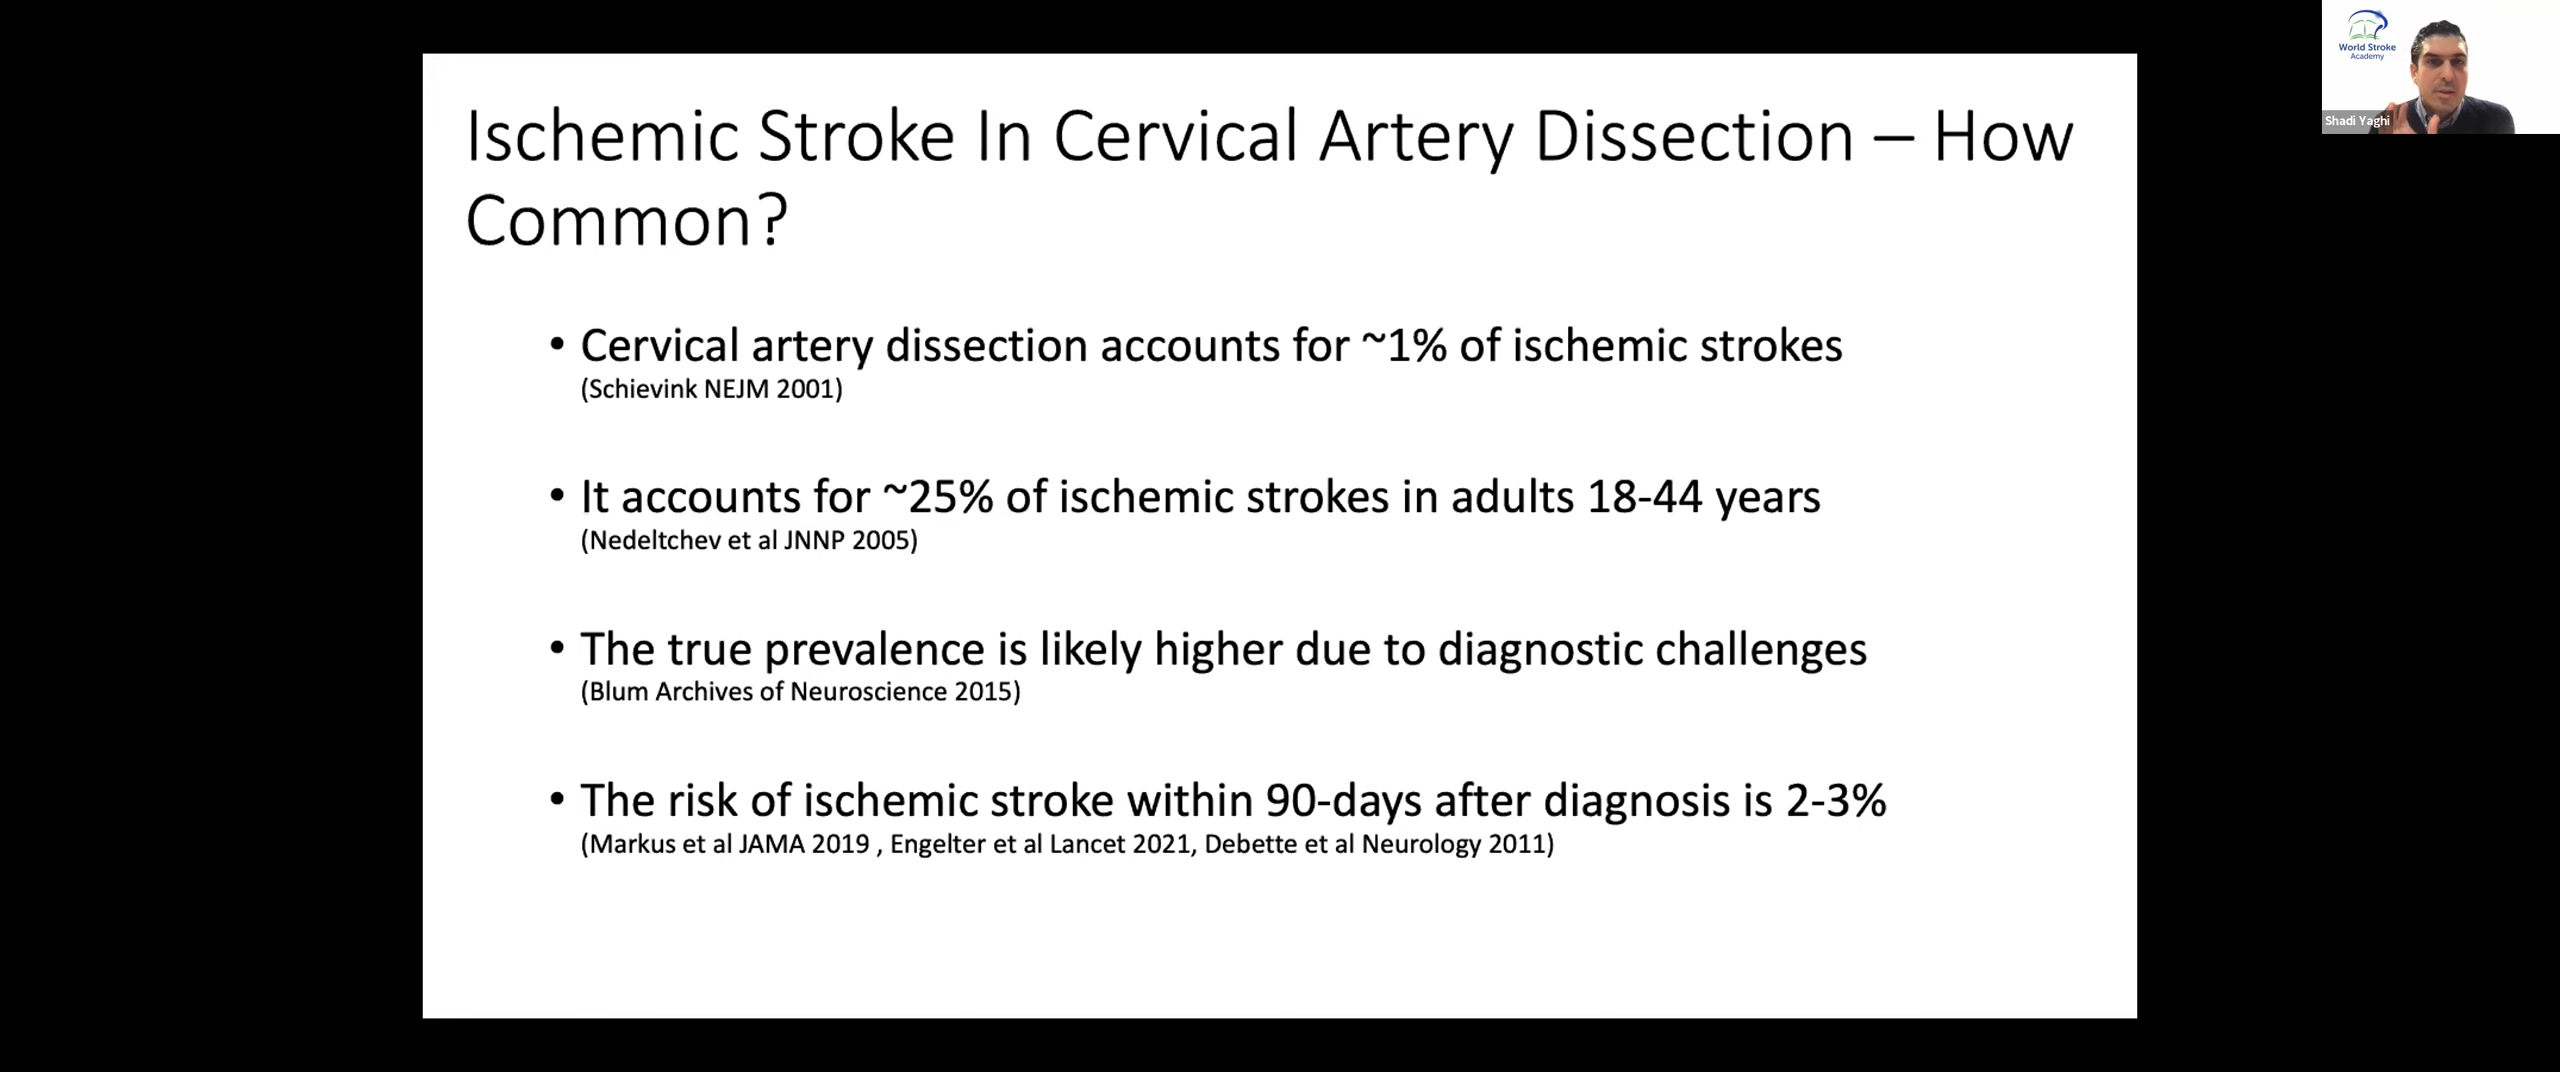 Ischemic Stroke In Cervical Artery Dissection – How
Common?
• Cervical artery dissection accounts for ~1% of ischemic strokes
(Schievink NEJM 2001)
• It accounts for ~25% of ischemic strokes in adults 18-44 years
(Nedeltchev et al JNNP 2005)
• The true prevalence is likely higher due to diagnostic challenges
(Blum Archives of Neuroscience 2015)
• The risk of ischemic stroke within 90-days after diagnosis is 2-3%
(Markus et al JAMA 2019 , Engelter et al Lancet 2021, Debette et al Neurology 2011)
World Stroke
Academy
Shadi Yaghi